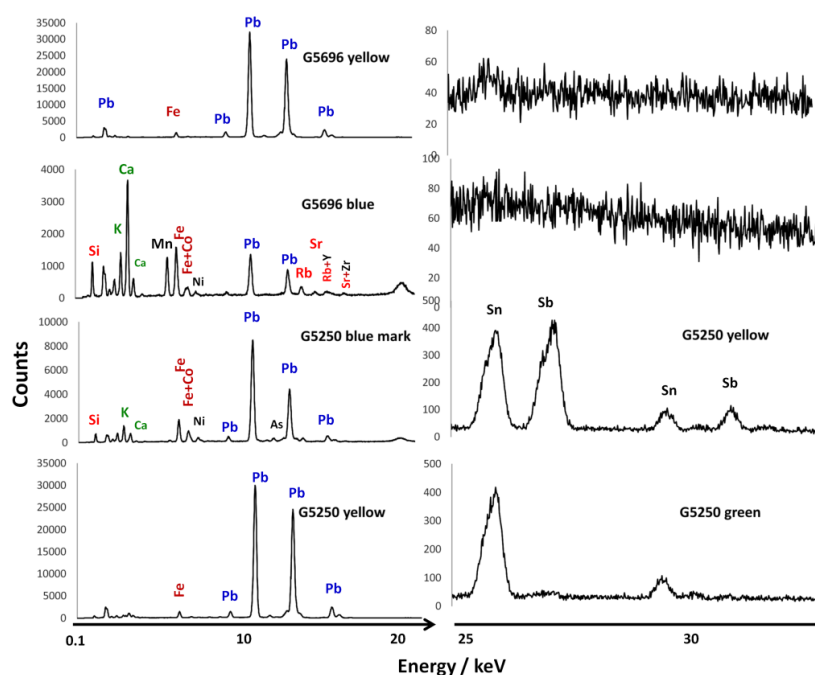 35000
30000
25000
20000
15000
10000
5000
0
Pb
Fe
Pb
Pb
Pb
Pb
G5696 yellow
80
60
40
20
0
4000
3000
2000
1000
0
Si
K
Ca
Ca
Mn
Fe
Fe+Co
Ni
Pb
Pb
Rb
Sr
Rb+Y
Sr+Zr
G5696 blue
100
80
60
40
20
0
10000
8000
6000
4000
2000
0
Si
K
Ca
Fe
Fe+Co
Ni
Pb
Pb
As
Pb
Pb
G5250 blue mark
500
400
300
200
100
0
Sn
Sb
Sn
Sb
G5250 yellow
35000
30000
25000
20000
15000
10000
5000
0
Fe
Pb
Pb
Pb
Pb
G5250 yellow
500
400
300
200
100
0
G5250 green
Counts
0.1
10
20
25
30
Energy / keV